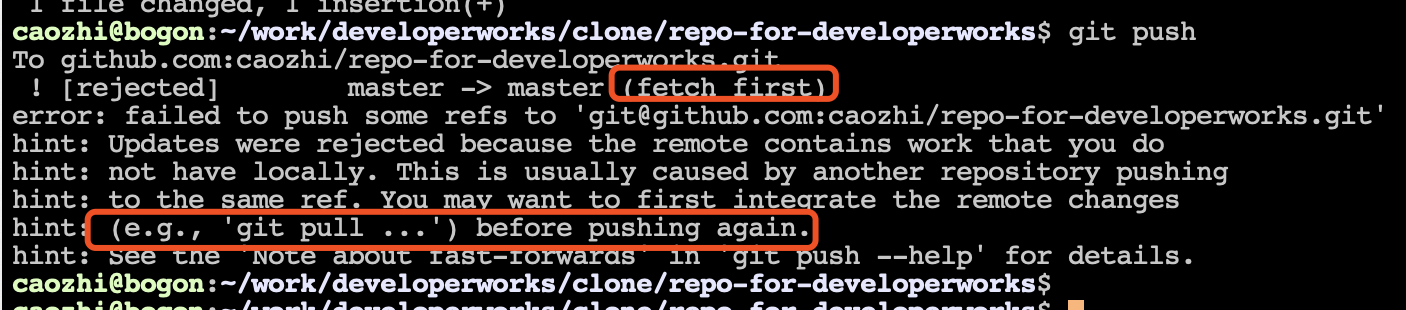 1 file changed, 1 insertion(+)
caozhi@bogon:~/work/developerworks/clone/repo-for-developerworks$ git push
To github.com:caozhi/repo-for-developerworks.git
 ! [rejected]        master -> master (fetch first)
error: failed to push some refs to 'git@github.com:caozhi/repo-for-developerworks.git'
hint: Updates were rejected because the remote contains work that you do
hint: not have locally. This is usually caused by another repository pushing
hint: to the same ref. You may want to first integrate the remote changes
hint: (e.g., 'git pull ...') before pushing again.
hint: See the 'Note about fast-forwards' in 'git push --help' for details.
caozhi@bogon:~/work/developerworks/clone/repo-for-developerworks$
caozhi@bogon:~/work/developerworks/clone/repo-for-developerworks$